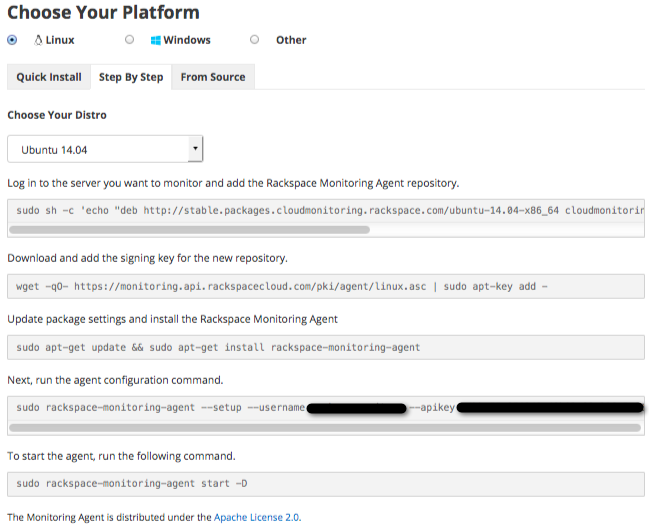 Choose Your Platform
Linux Windows Other
Quick Install Step By Step From Source
Choose Your Distro
Ubuntu 14.04
Log in to the server you want to monitor and add the Rackspace Monitoring Agent repository.
sudo sh -c 'echo "deb http://stable.packages.cloudmonitoring.rackspace.com/ubuntu-14.04-x86_64 cloudmonitorin
Download and add the signing key for the new repository.
wget -qO- https://monitoring.api.rackspacecloud.com/pki/agent/linux.asc | sudo apt-key add -
Update package settings and install the Rackspace Monitoring Agent
sudo apt-get update && sudo apt-get install rackspace-monitoring-agent
Next, run the agent configuration command.
sudo rackspace-monitoring-agent --setup --username --apikey
To start the agent, run the following command.
sudo rackspace-monitoring-agent start -D
The Monitoring Agent is distributed under the Apache License 2.0.